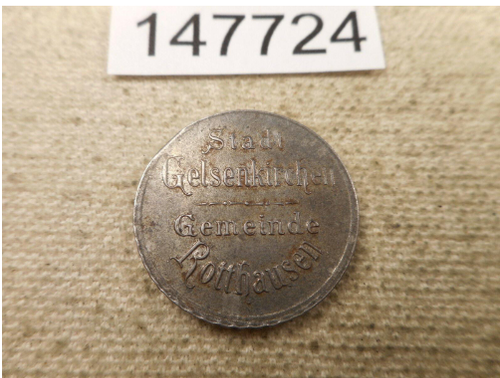 147724
Stadt
Gelsenkirchen
Gemeinde
Rotthausen